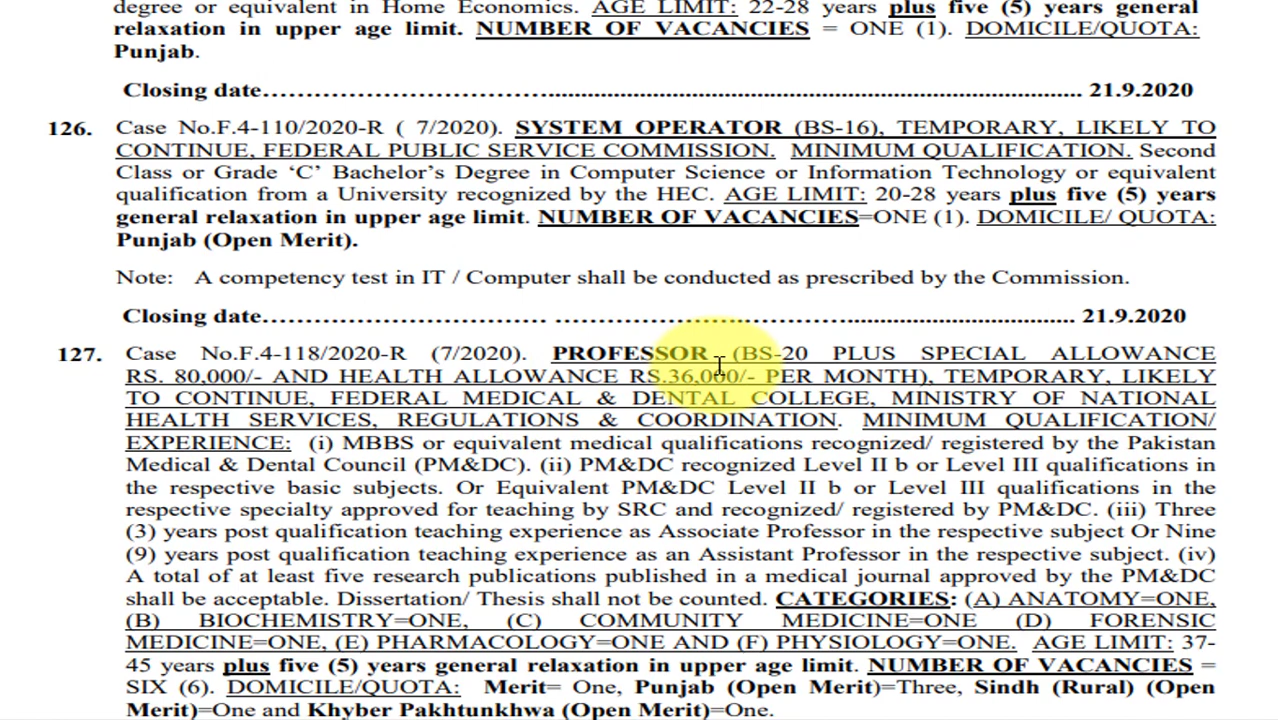 degree or equivalent in Home Economics. AGE LIMIT: 22-28 years plus five (5) years general
relaxation in upper age limit. NUMBER OF VACANCIES = ONE (1). DOMICILE/QUOTA:
Punjab.
Closing date…………………………….................................................................................. 21.9.2020
126. Case No.F.4-110/2020-R ( 7/2020). SYSTEM OPERATOR (BS-16), TEMPORARY, LIKELY TO
CONTINUE, FEDERAL PUBLIC SERVICE COMMISSION. MINIMUM QUALIFICATION. Second
Class or Grade ‘C’ Bachelor’s Degree in Computer Science or Information Technology or equivalent
qualification from a University recognized by the HEC. AGE LIMIT: 20-28 years plus five (5) years
general relaxation in upper age limit. NUMBER OF VACANCIES=ONE (1). DOMICILE/ QUOTA:
Punjab (Open Merit).
Note: A competency test in IT / Computer shall be conducted as prescribed by the Commission.
Closing date…………………………… …………………..…………................................... 21.9.2020
127. Case No.F.4-118/2020-R (7/2020). PROFESSOR (BS-20 PLUS SPECIAL ALLOWANCE
RS. 80,000/- AND HEALTH ALLOWANCE RS.36,000/- PER MONTH), TEMPORARY, LIKELY
TO CONTINUE, FEDERAL MEDICAL & DENTAL COLLEGE, MINISTRY OF NATIONAL
HEALTH SERVICES, REGULATIONS & COORDINATION. MINIMUM QUALIFICATION/
EXPERIENCE: (i) MBBS or equivalent medical qualifications recognized/ registered by the Pakistan
Medical & Dental Council (PM&DC). (ii) PM&DC recognized Level II b or Level III qualifications in
the respective basic subjects. Or Equivalent PM&DC Level II b or Level III qualifications in the
respective specialty approved for teaching by SRC and recognized/ registered by PM&DC. (iii) Three
(3) years post qualification teaching experience as Associate Professor in the respective subject Or Nine
(9) years post qualification teaching experience as an Assistant Professor in the respective subject. (iv)
A total of at least five research publications published in a medical journal approved by the PM&DC
shall be acceptable. Dissertation/ Thesis shall not be counted. CATEGORIES: (A) ANATOMY=ONE,
(B) BIOCHEMISTRY=ONE, (C) COMMUNITY MEDICINE=ONE (D) FORENSIC
MEDICINE=ONE, (E) PHARMACOLOGY=ONE AND (F) PHYSIOLOGY=ONE. AGE LIMIT: 37-
45 years plus five (5) years general relaxation in upper age limit. NUMBER OF VACANCIES =
SIX (6). DOMICILE/QUOTA: Merit= One, Punjab (Open Merit)=Three, Sindh (Rural) (Open
Merit)=One and Khyber Pakhtunkhwa (Open Merit)=One.